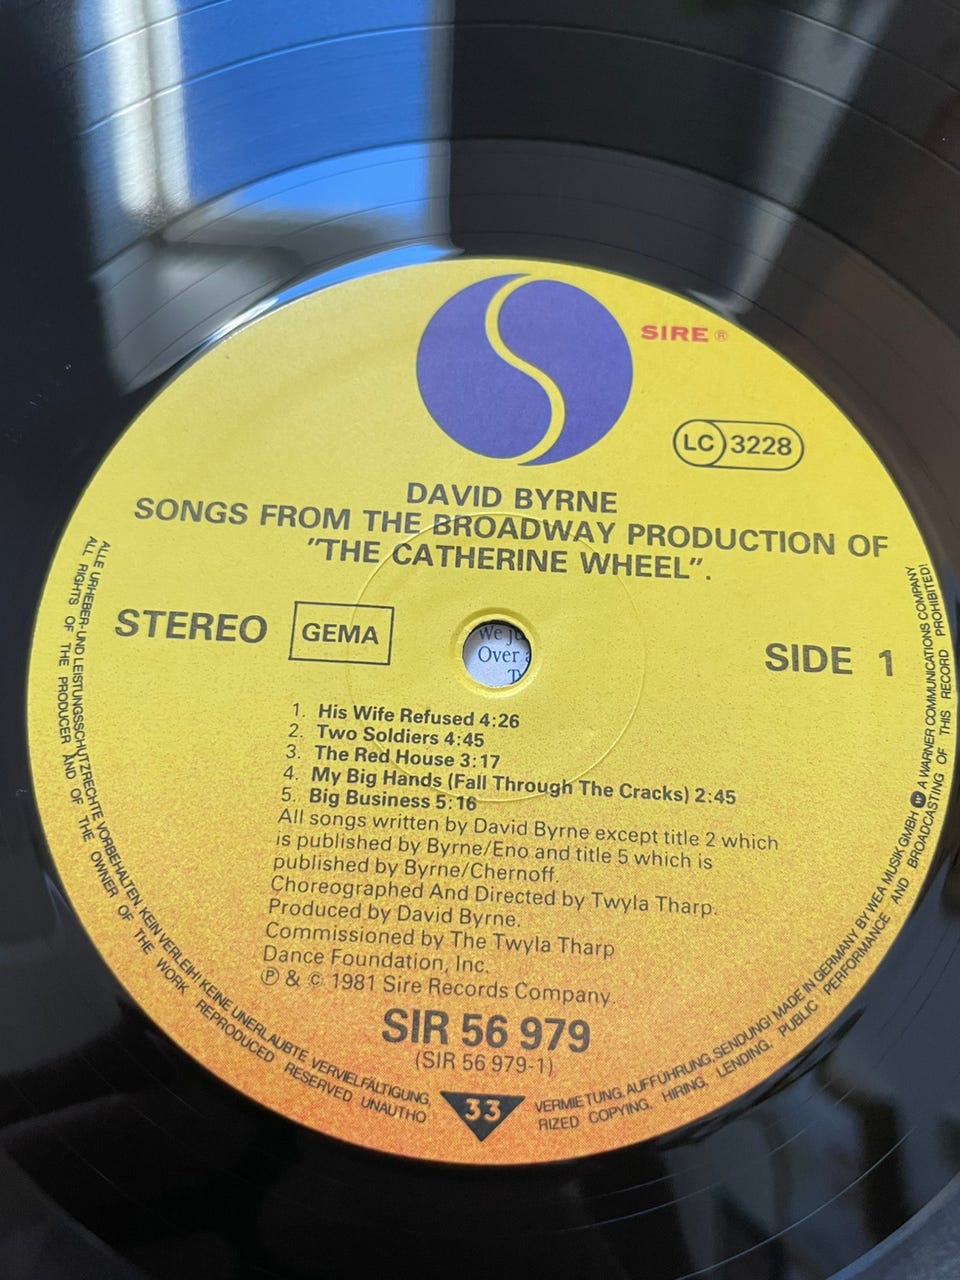 SIRE ®
LC 3228
DAVID BYRNE
SONGS FROM THE BROADWAY PRODUCTION OF
"THE CATHERINE WHEEL".
STEREO
GEMA
We ju
Over
SIDE 1
1. His Wife Refused 4:26
2. Two Soldiers 4:45
3. The Red House 3:17
4. My Big Hands (Fall Through The Cracks) 2:45
5. Big Business 5:16
All songs written by David Byrne except title 2 which
is published by Byrne/Eno and title 5 which is
published by Byrne/Chernoff.
Choreographed And Directed by Twyla Tharp.
Produced by David Byrne.
Commissioned by The Twyla Tharp
Dance Foundation, Inc.
Ⓟ & © 1981 Sire Records Company.
SIR 56 979
(SIR 56 979-1)
33
ALLE URHEBER- UND LEISTUNGSSCHUTZRECHTE VORBEHALTEN. KEIN VERLEIH! KEINE UNERLAUBTE VERVIELFÄLTIGUNG, VERMIETUNG, AUFFÜHRUNG, SENDUNG! MADE IN GERMANY BY WEA MUSIK GMBH A WARNER COMMUNICATIONS COMPANY
ALL RIGHTS OF THE PRODUCER AND OF THE OWNER OF THE WORK REPRODUCED RESERVED UNAUTHORIZED COPYING, HIRING, LENDING, PUBLIC PERFORMANCE AND BROADCASTING OF THIS RECORD PROHIBITED!